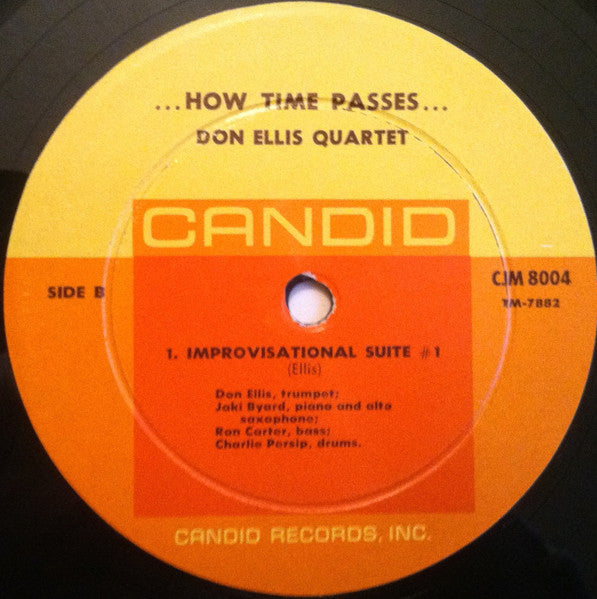 ...HOW TIME PASSES...
DON ELLIS QUARTET
CANDID
SIDE B
CJM 8004
TM-7882
1. IMPROVISATIONAL SUITE #1
(Ellis)
Don Ellis, trumpet;
Jaki Byard, piano and alto
saxophone;
Ron Carter, bass;
Charlie Persip, drums.
CANDID RECORDS, INC.